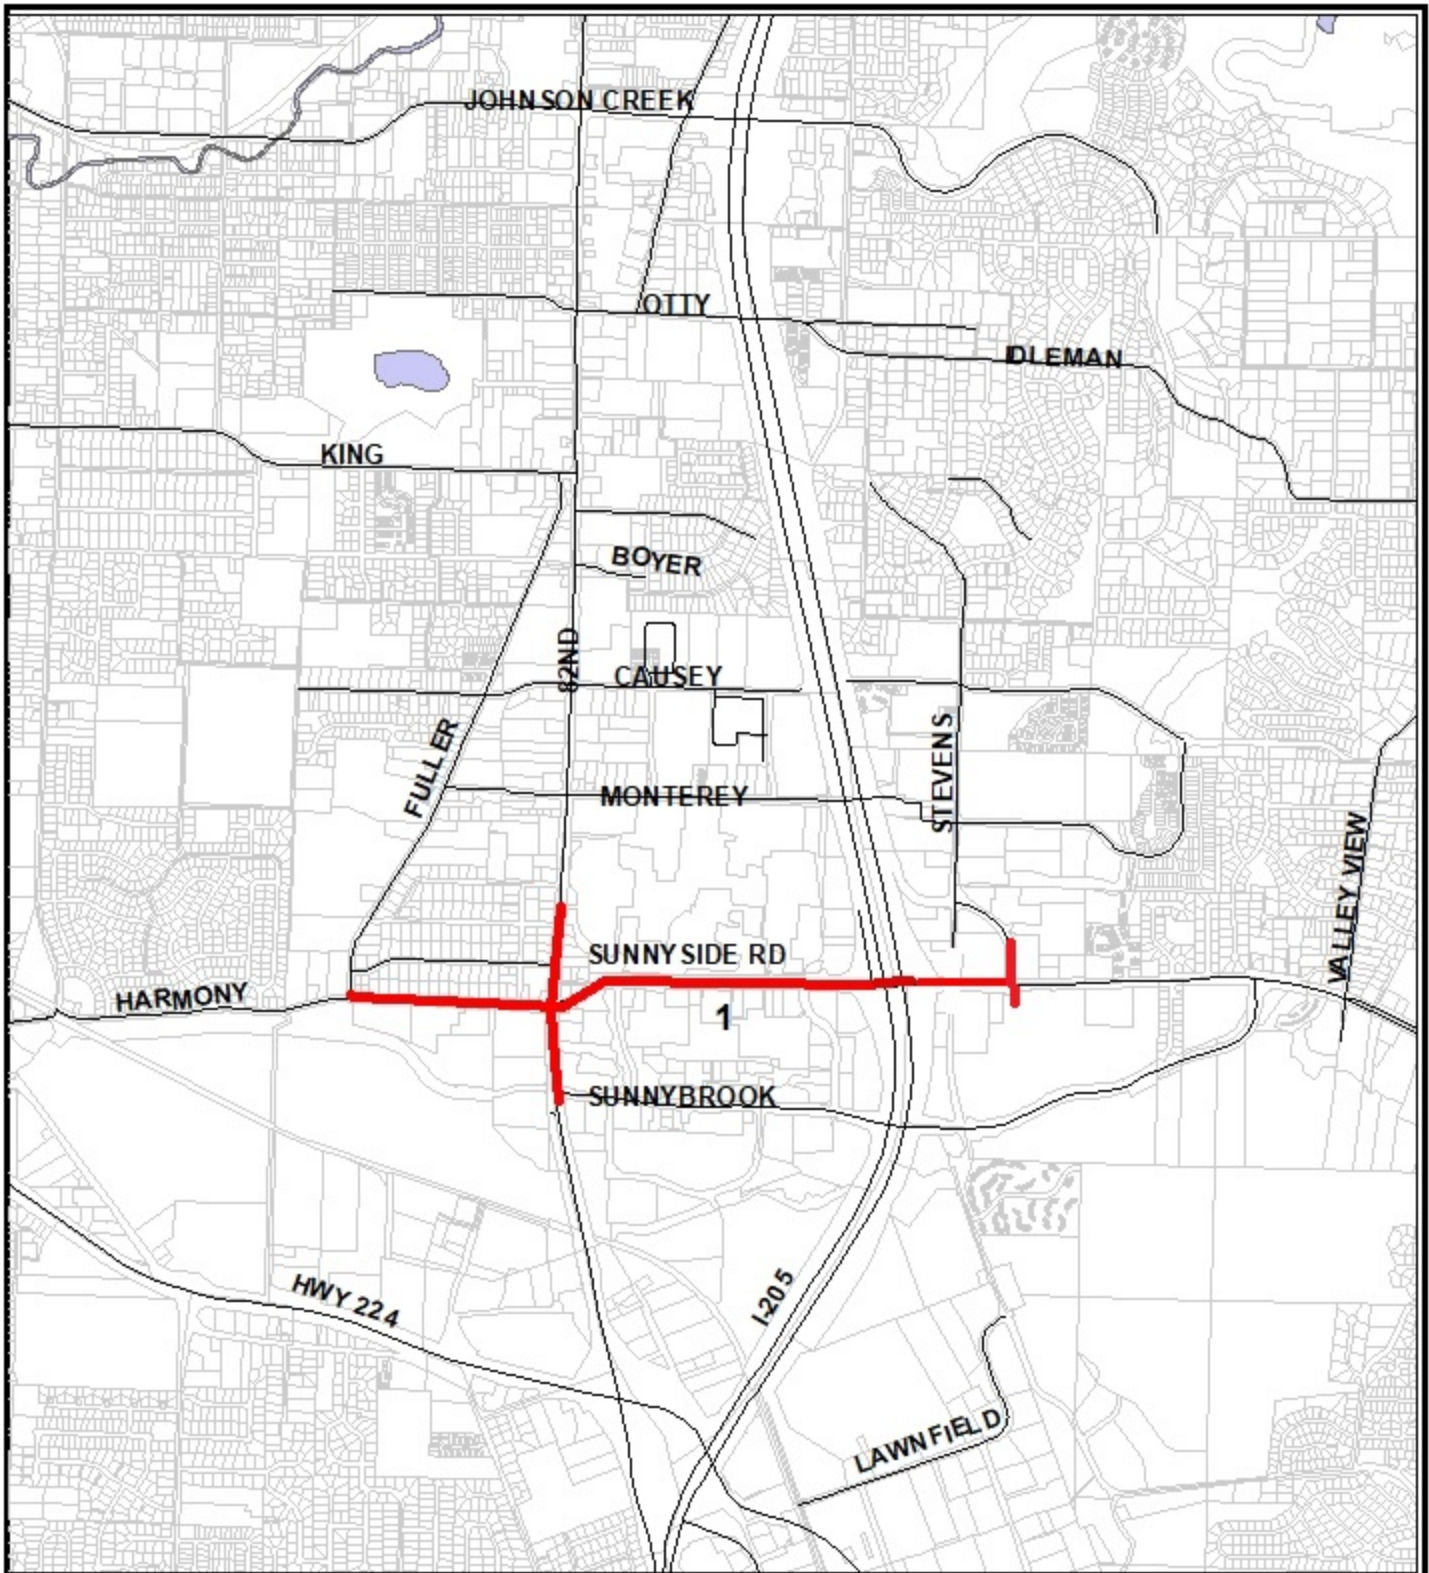 JOHNSON CREEK
OTTY
IDLEMAN
KING
BOYER
82ND
CAUSEY
FULLER
STEVENS
MONTEREY
VALLEY VIEW
SUNNYSIDE RD
HARMONY
1
SUNNYBROOK
HWY 224
I-205
LAWNFIELD